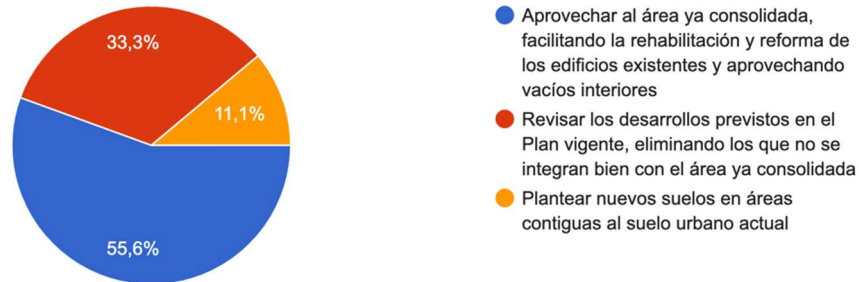 33,3%
11,1%
55,6%
Aprovechar al área ya consolidada,
facilitando la rehabilitación y reforma de
los edificios existentes y aprovechando
vacíos interiores
Revisar los desarrollos previstos en el
Plan vigente, eliminando los que no se
integran bien con el área ya consolidada
Plantear nuevos suelos en áreas
contiguas al suelo urbano actual